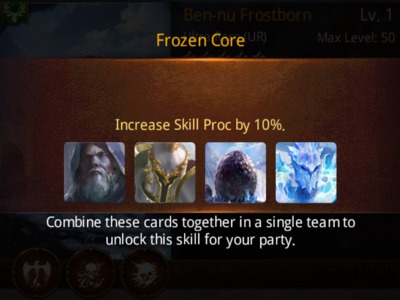 Ben-nu Frostborn Lv. 1
Frozen Core
(UR) Max Level: 50
Increase Skill Proc by 10%.
Combine these cards together in a single team to
unlock this skill for your party.